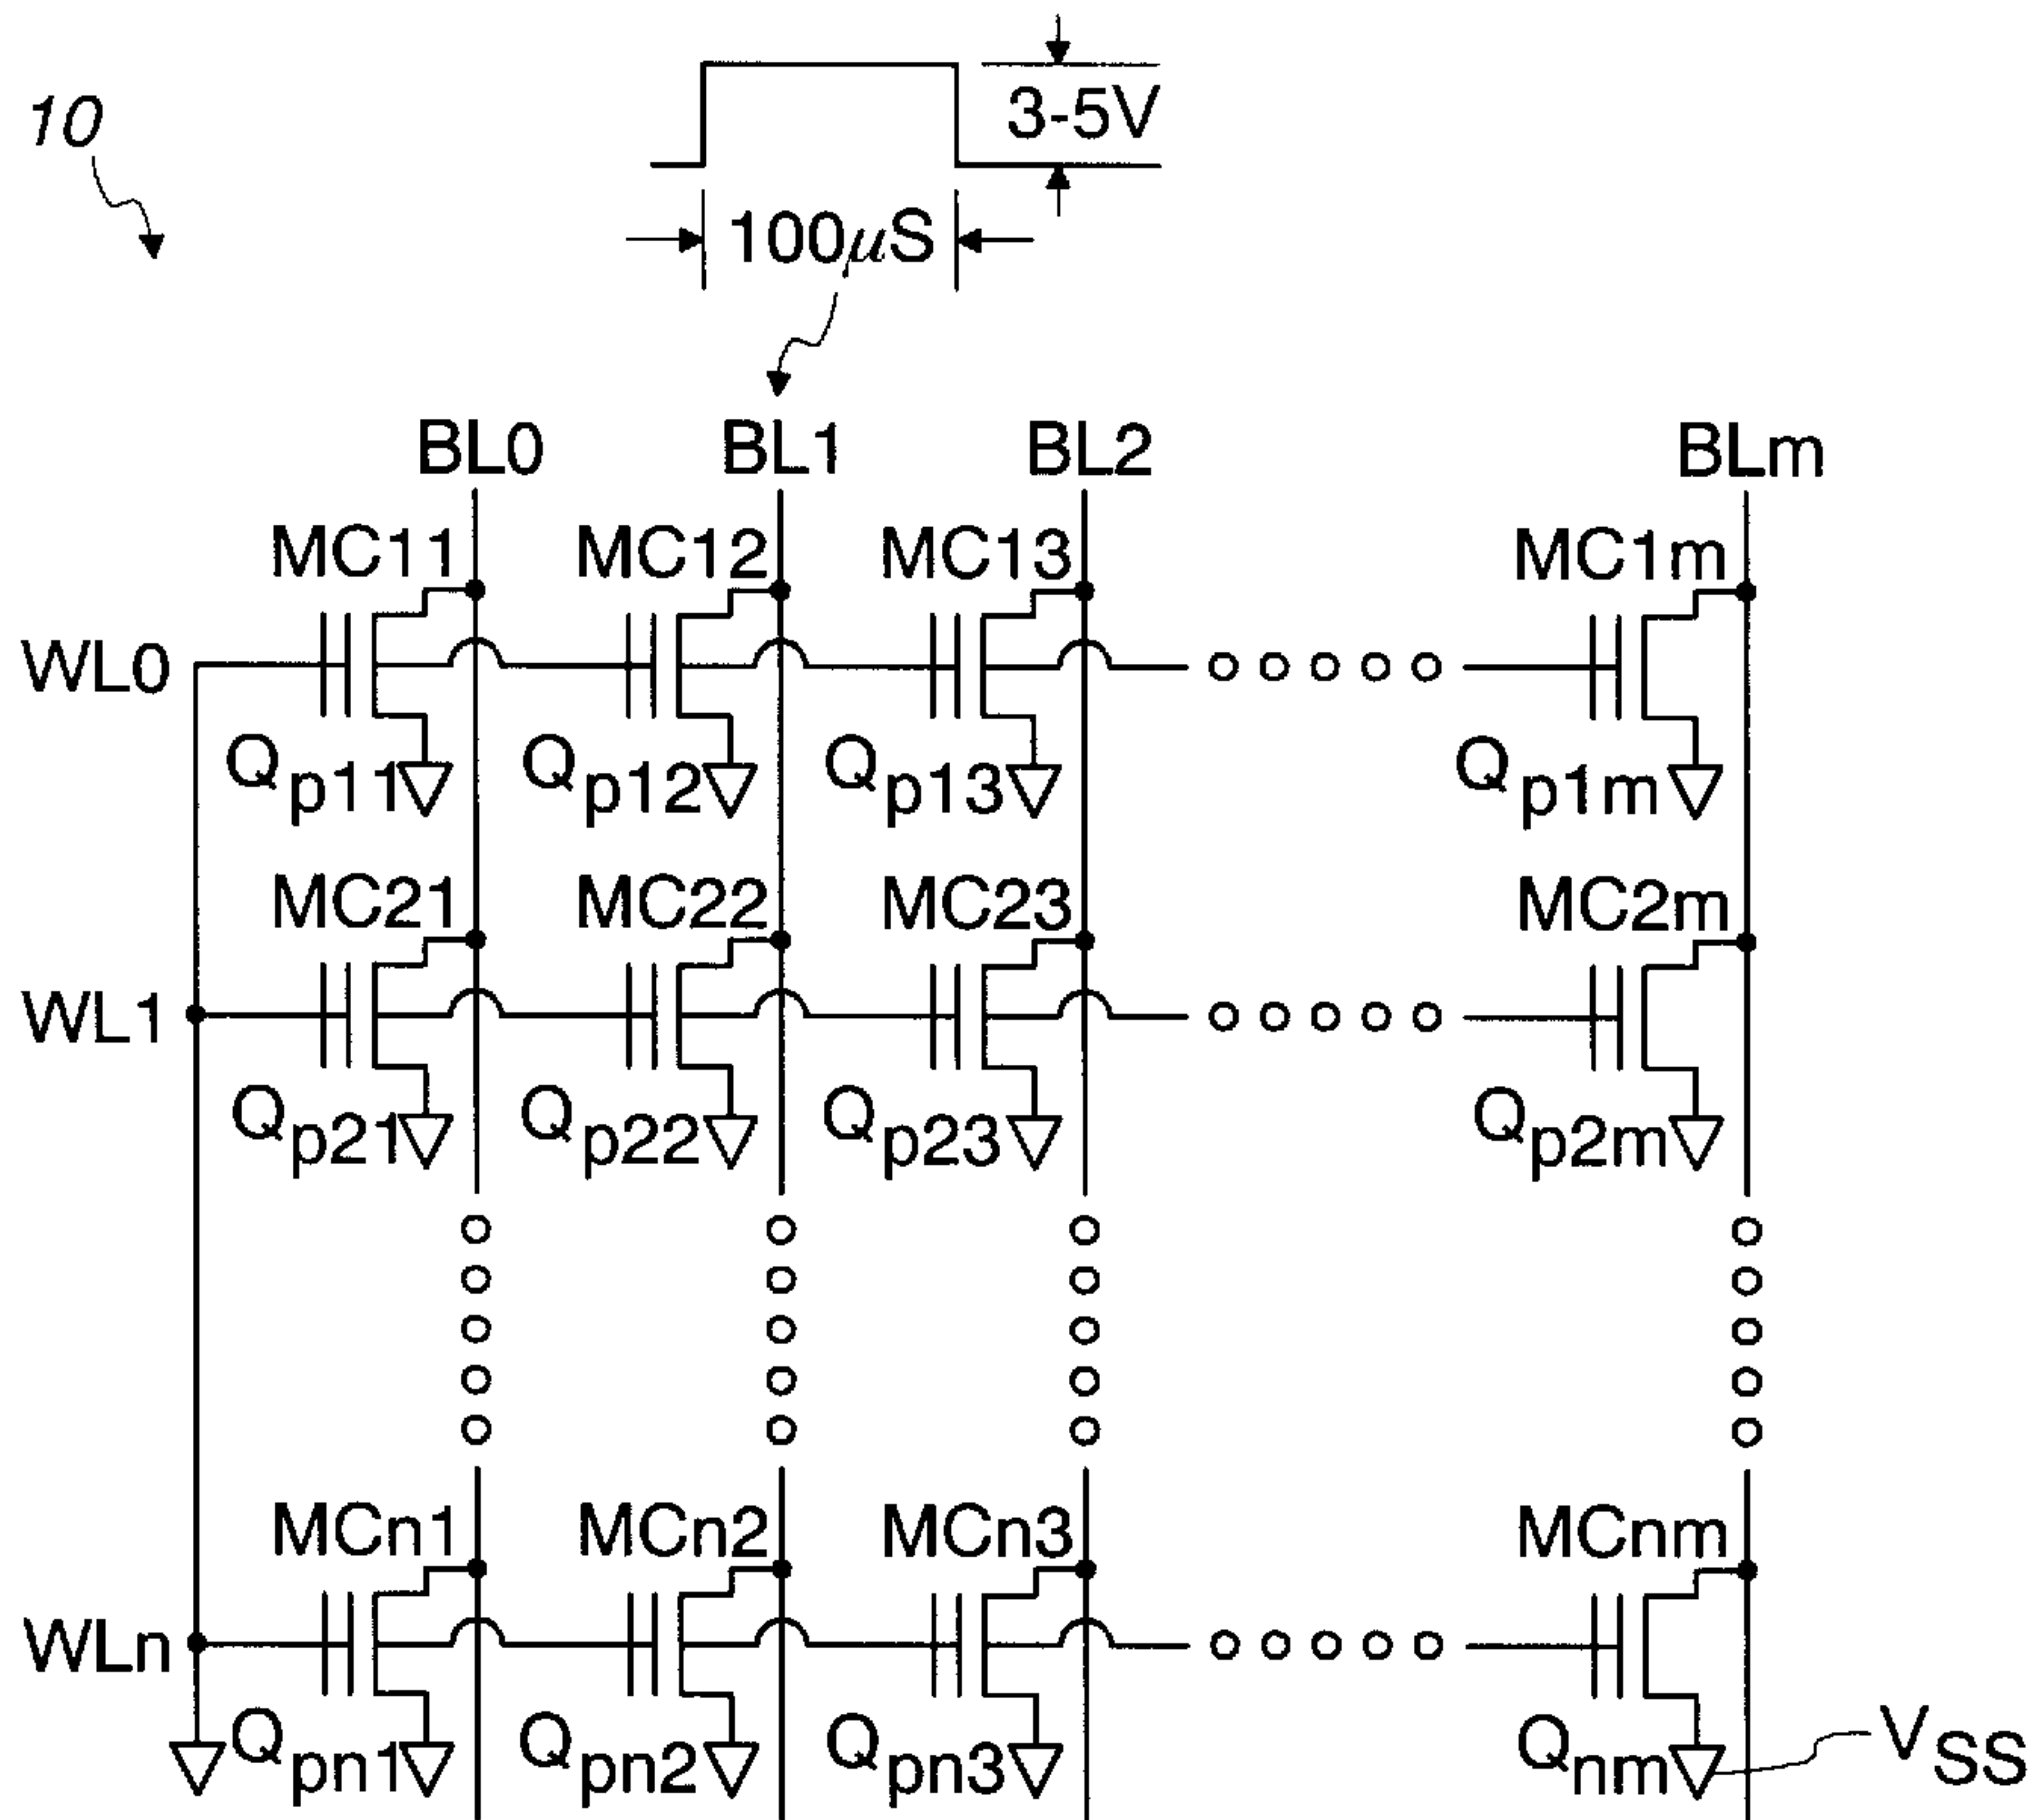 3-5V
10
100µS
BL0 BL1 BL2 BLm
MC11 MC12 MC13 MC1m
WL0
Qp11 Qp12 Qp13 Qp1m
MC21 MC22 MC23 MC2m
WL1
Qp21 Qp22 Qp23 Qp2m
MCn1 MCn2 MCn3 MCnm
WLn
Qpn1 Qpn2 Qpn3 Qnm VSS